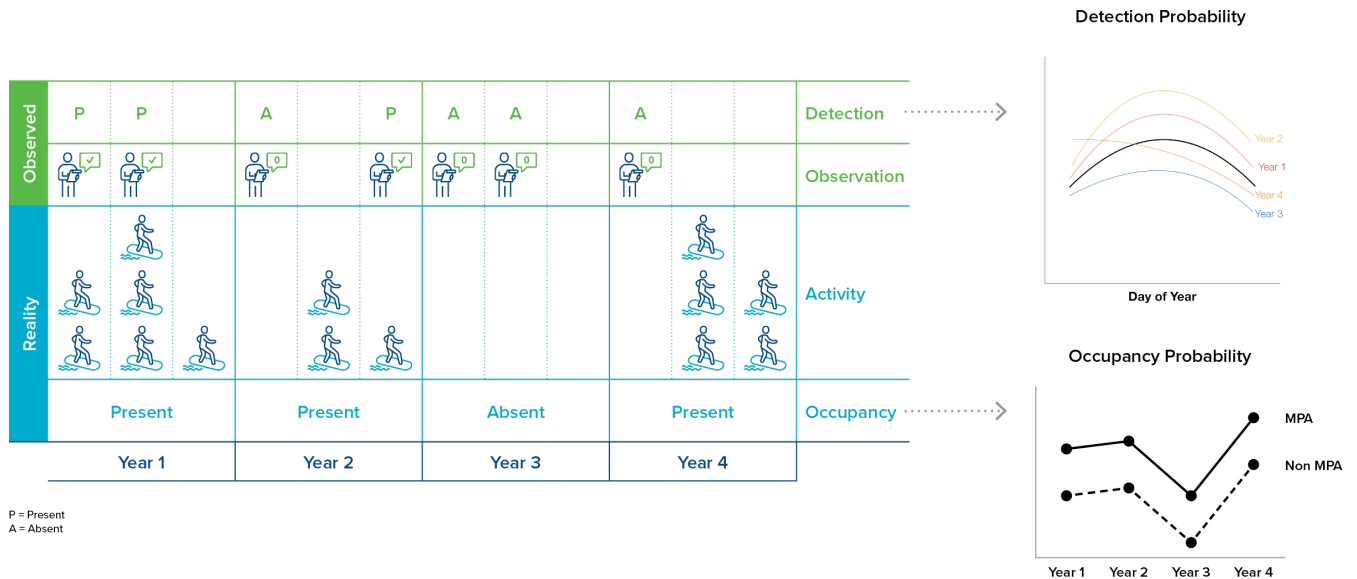 Detection Probability
Observed
P P A P A A A Detection
0 0 0 0 Observation
Year 2
Year 1
Year 4
Year 3
Day of Year
Reality
Activity
Present Present Absent Present Occupancy
Year 1 Year 2 Year 3 Year 4
P = Present
A = Absent
Occupancy Probability
MPA
Non MPA
Year 1 Year 2 Year 3 Year 4